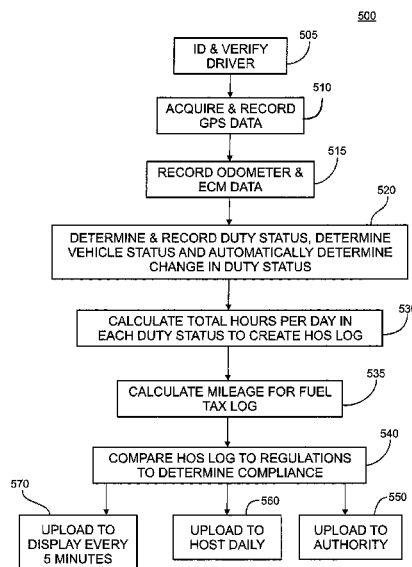 500
505
ID & VERIFY
DRIVER
510
ACQUIRE & RECORD
GPS DATA
515
RECORD ODOMETER &
ECM DATA
520
DETERMINE & RECORD DUTY STATUS, DETERMINE
VEHICLE STATUS AND AUTOMATICALLY DETERMINE
CHANGE IN DUTY STATUS
530
CALCULATE TOTAL HOURS PER DAY IN
EACH DUTY STATUS TO CREATE HOS LOG
535
CALCULATE MILEAGE FOR FUEL
TAX LOG
540
COMPARE HOS LOG TO REGULATIONS
TO DETERMINE COMPLIANCE
570
560
550
UPLOAD TO
DISPLAY EVERY
5 MINUTES
UPLOAD TO
HOST DAILY
UPLOAD TO
AUTHORITY